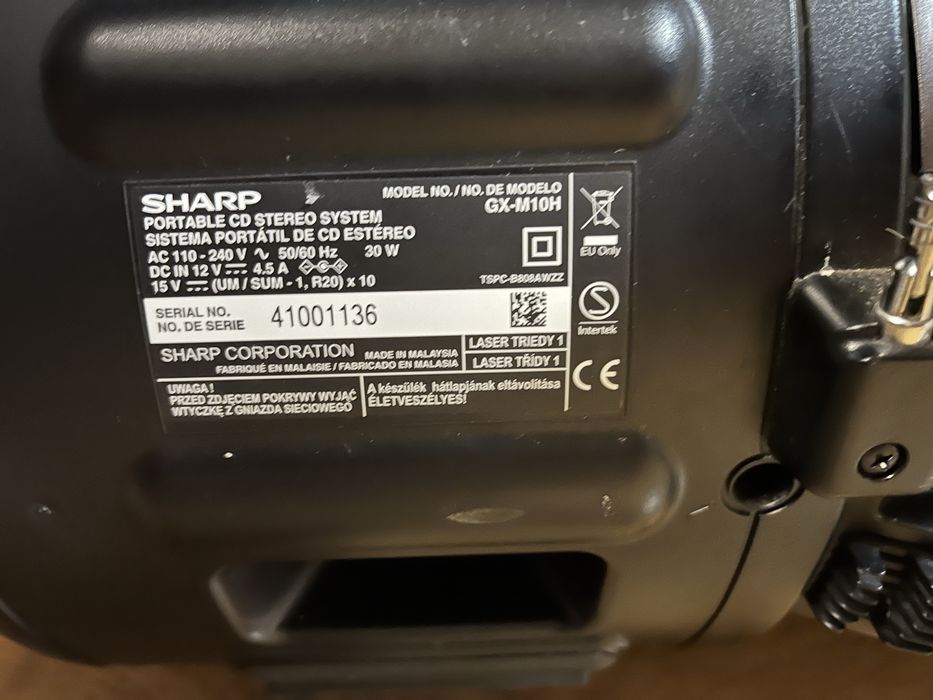 SHARP
MODEL NO. / NO. DE MODELO
GX-M10H
PORTABLE CD STEREO SYSTEM
SISTEMA PORTÁTIL DE CD ESTÉREO
AC 110 - 240 V ∿ 50/60 Hz 30 W
DC IN 12 V ⎓ 4.5 A
15 V ⎓ (UM / SUM - 1, R20) x 10
TSPC-B808AWZZ
EU Only
SERIAL NO.
NO. DE SERIE
41001136
S
Intertek
SHARP CORPORATION
MADE IN MALAYSIA
FABRIQUÉ EN MALAISIE / FABRICADO EN MALASIA
LASER TRIEDY 1
LASER TŘÍDY 1
CE
UWAGA !
PRZED ZDJĘCIEM POKRYWY WYJĄĆ
WTYCZKĘ Z GNIAZDA SIECIOWEGO
A készülék hátlapjának eltávolítása
ÉLETVESZÉLYES!